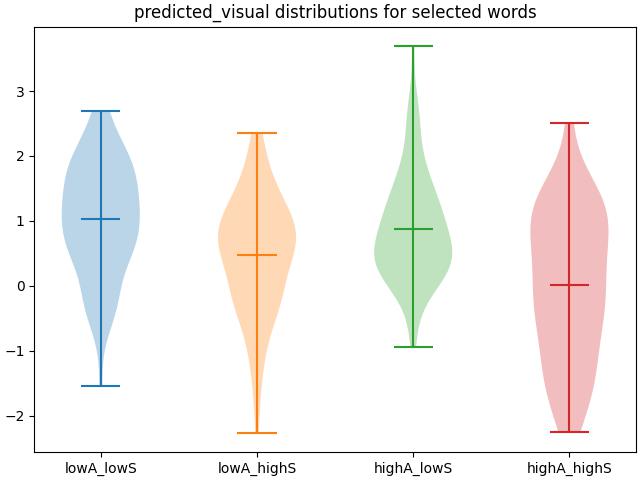 predicted_visual distributions for selected words
3
2
1
0
−1
−2
lowA_lowS
lowA_highS
highA_lowS
highA_highS